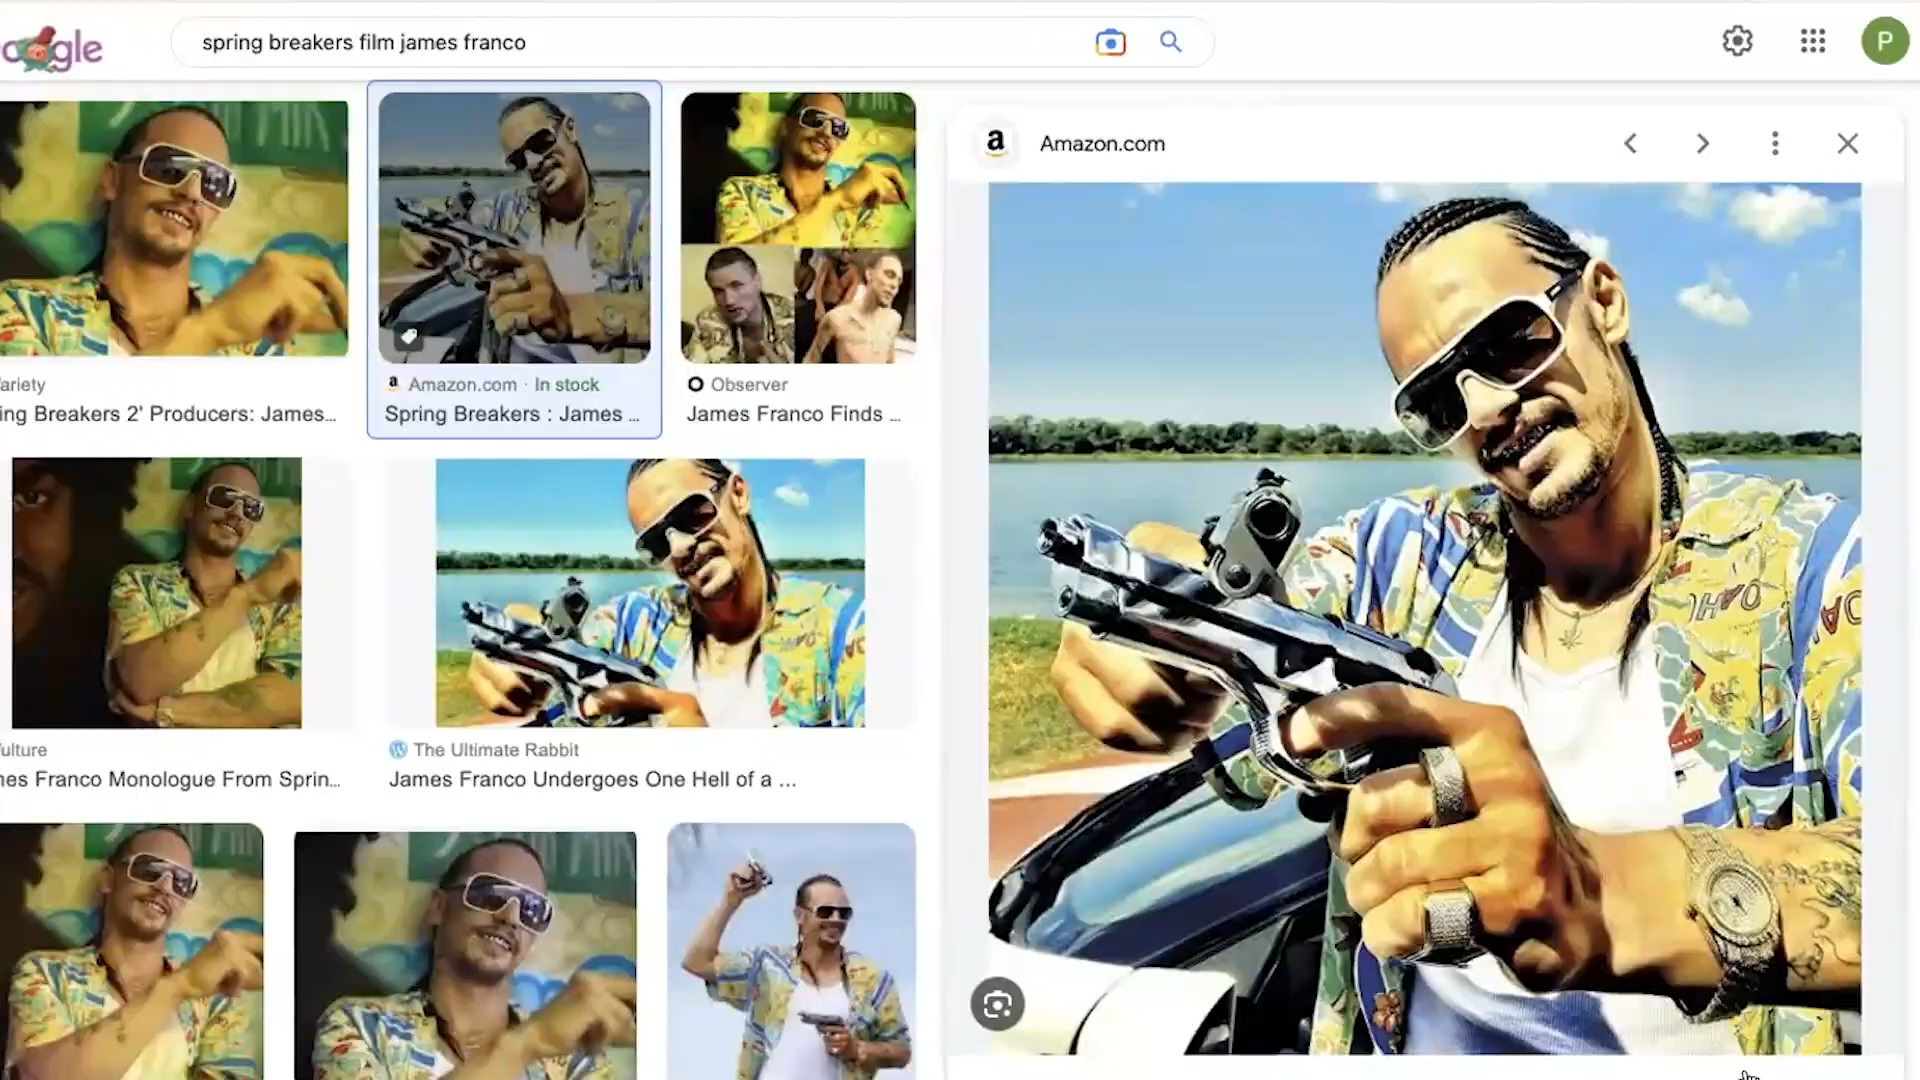 oogle
spring breakers film james franco
P
a Amazon.com
ariety
ing Breakers 2' Producers: James...
a Amazon.com · In stock
Spring Breakers : James ...
Observer
James Franco Finds ...
ulture
nes Franco Monologue From Sprin...
The Ultimate Rabbit
James Franco Undergoes One Hell of a ...